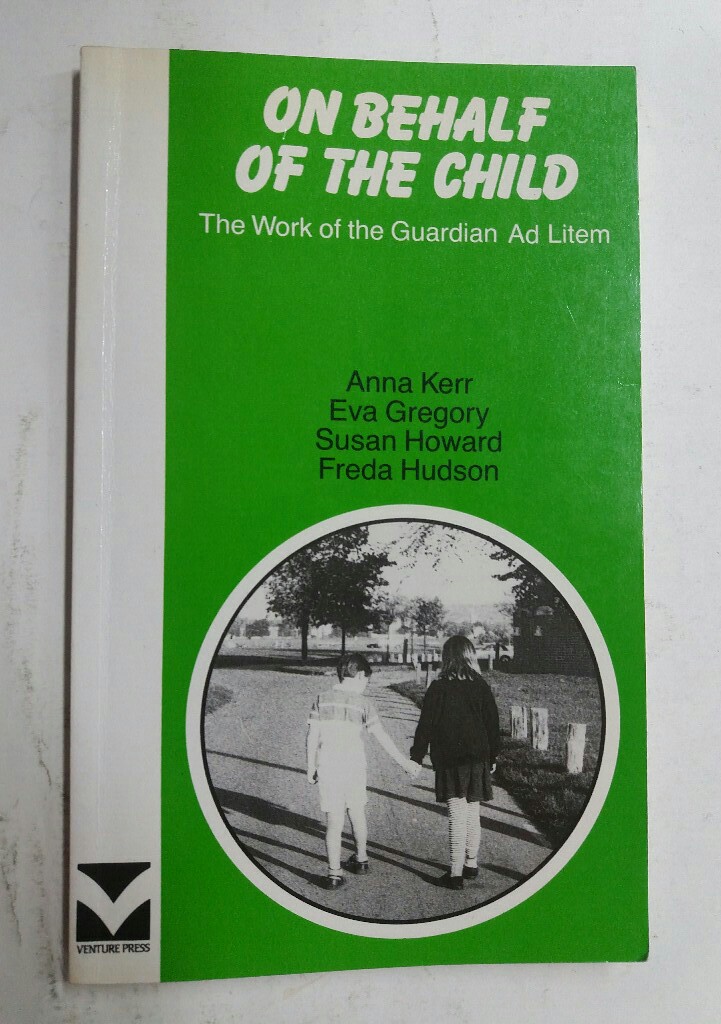 ON BEHALF
OF THE CHILD
The Work of the Guardian Ad Litem
Anna Kerr
Eva Gregory
Susan Howard
Freda Hudson
VENTURE PRESS